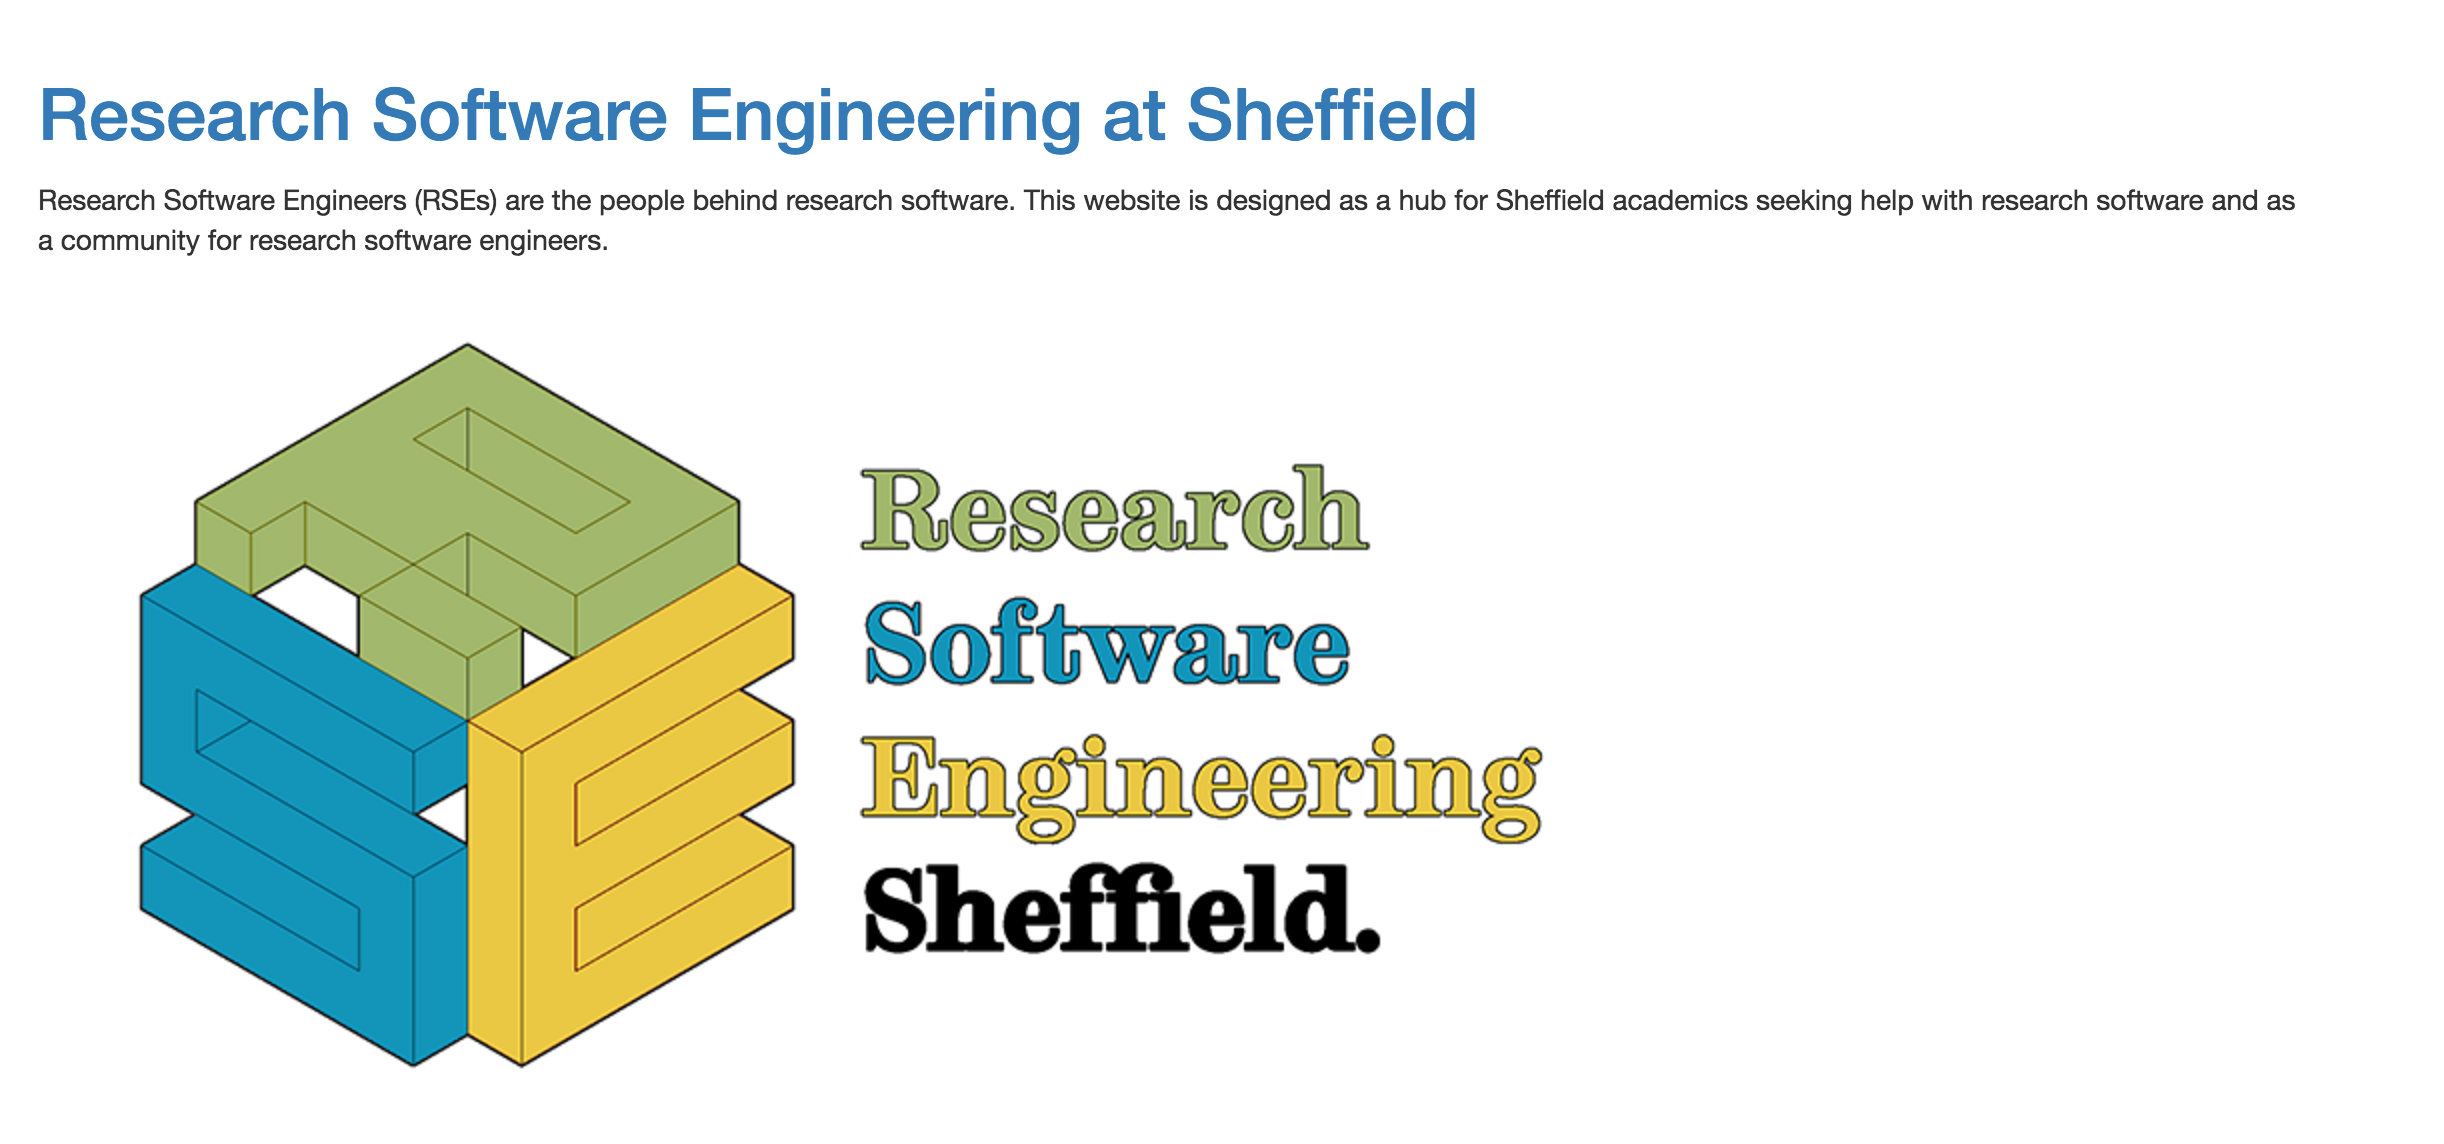 Research Software Engineering at Sheffield
Research Software Engineers (RSEs) are the people behind research software. This website is designed as a hub for Sheffield academics seeking help with research software and as
a community for research software engineers.
R
S
E
Research
Software
Engineering
Sheffield.